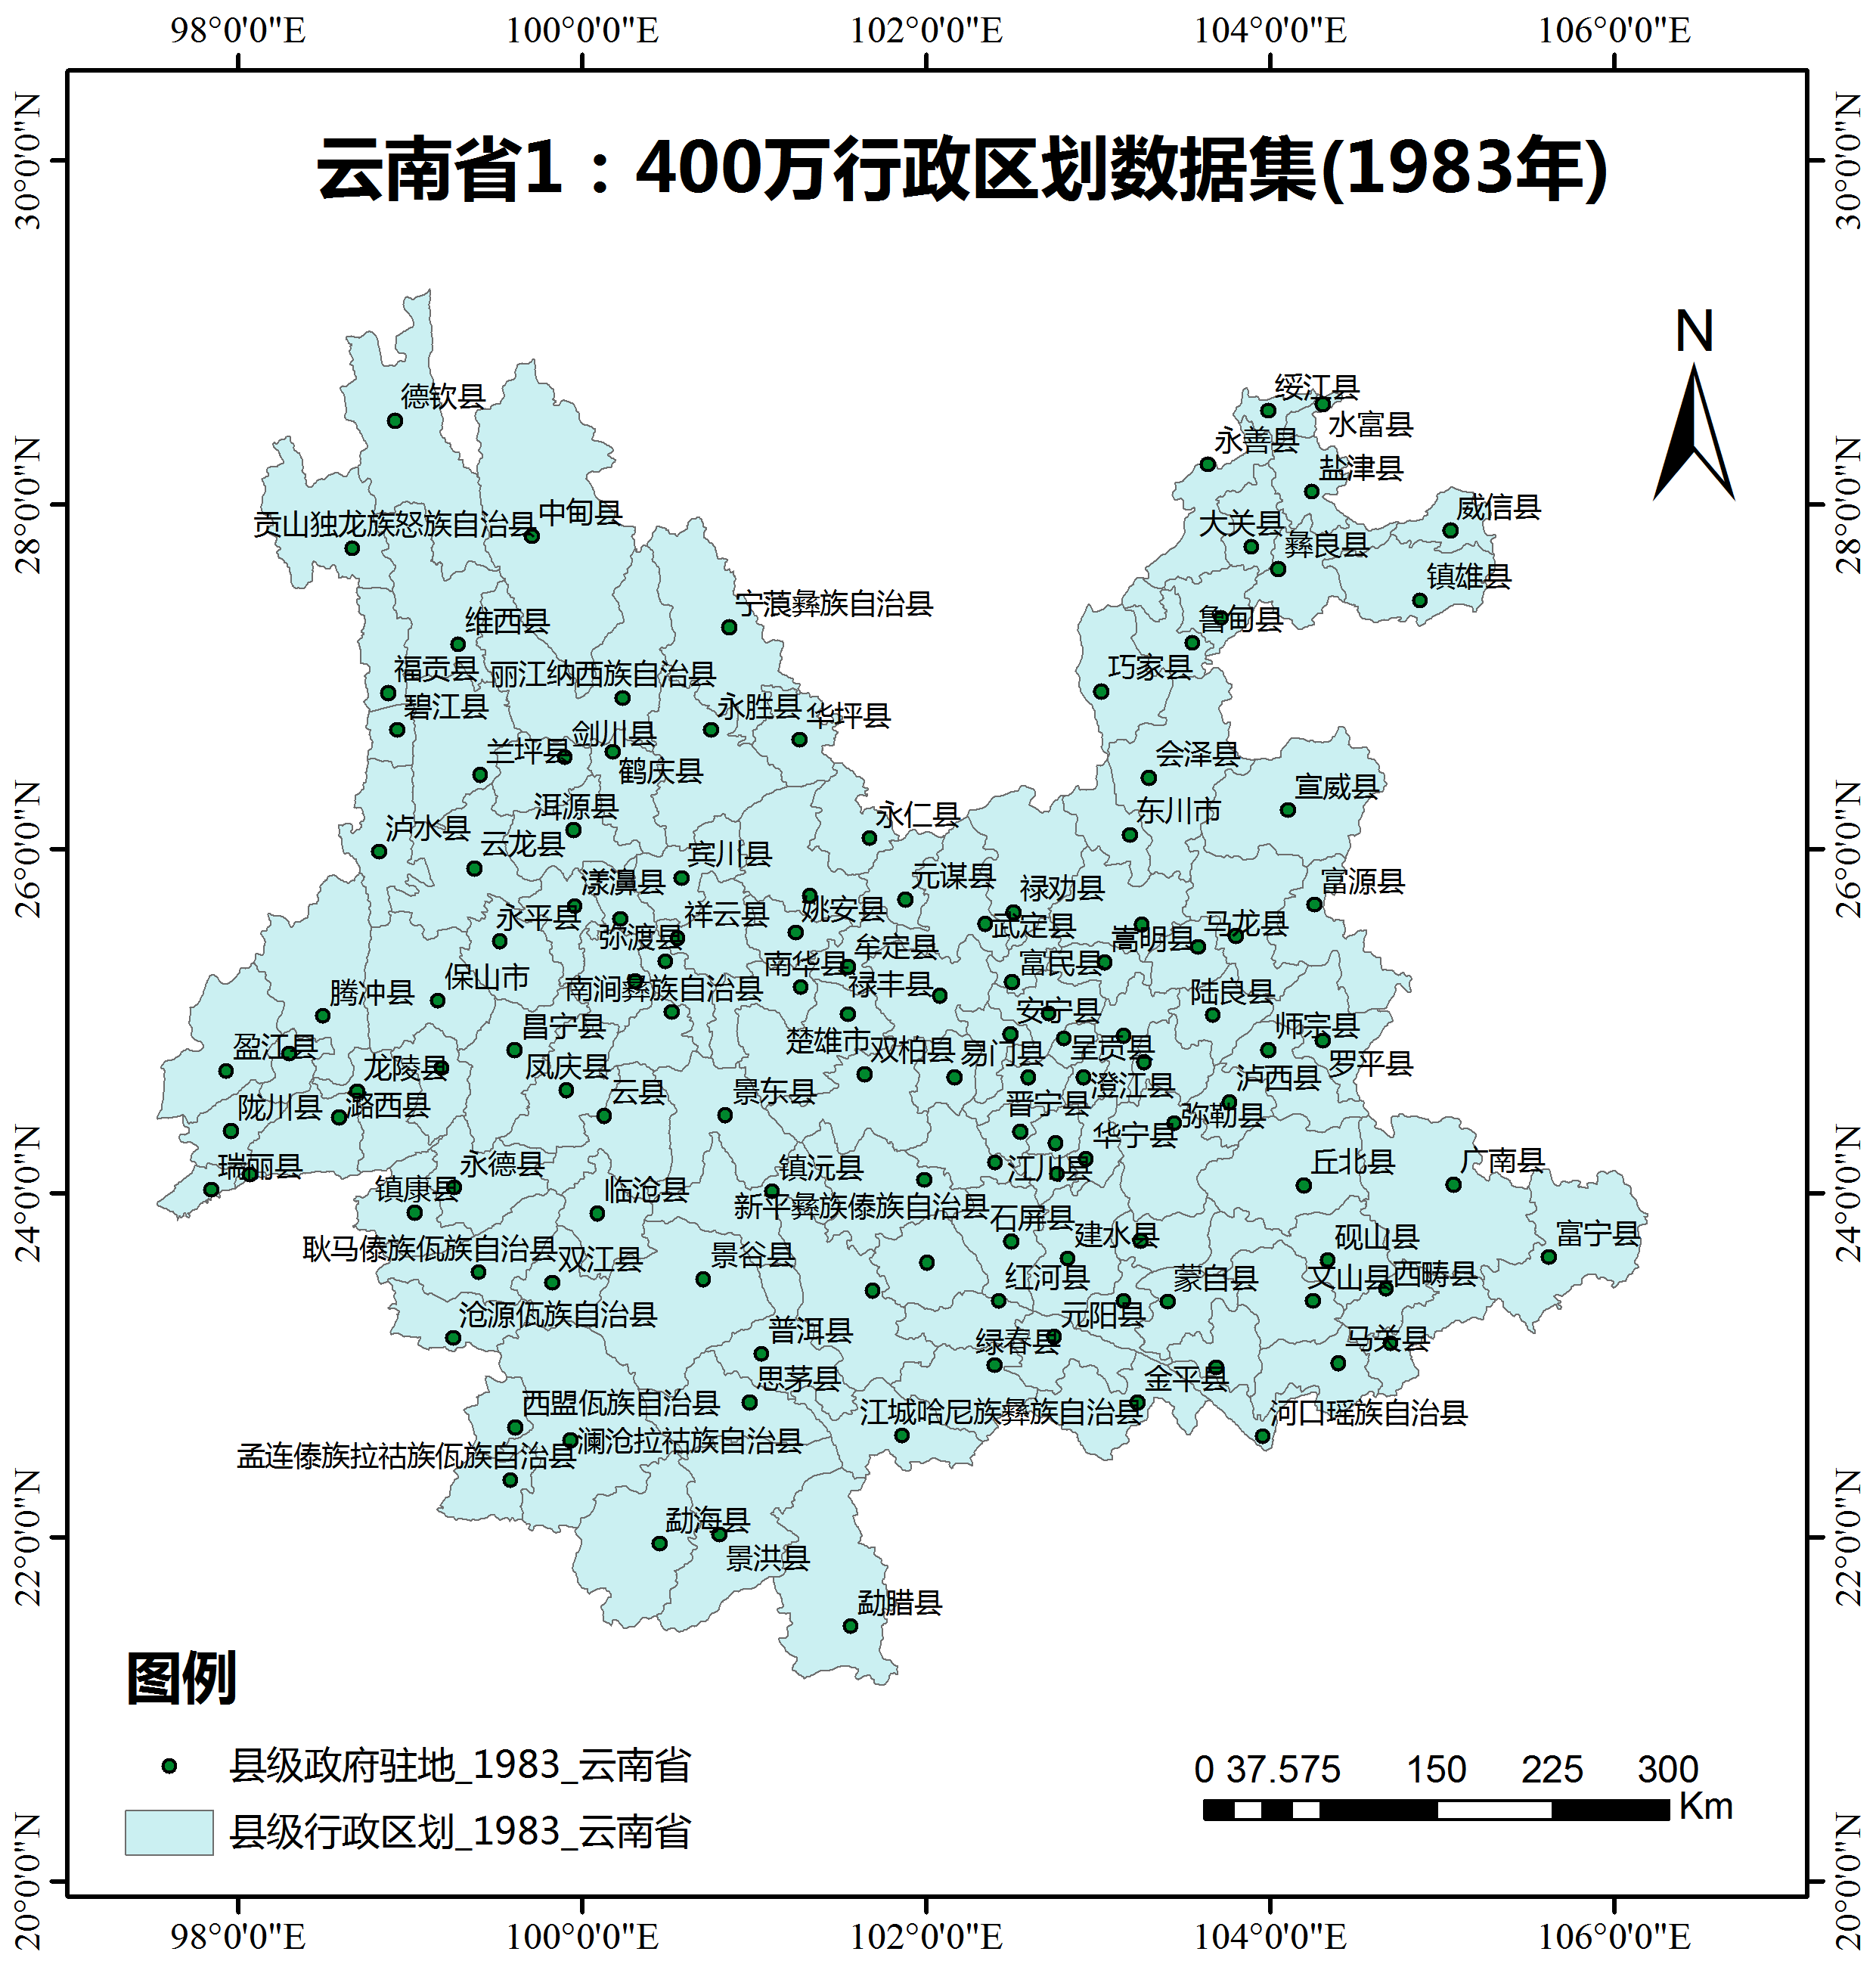 98°0'0"E 100°0'0"E 102°0'0"E 104°0'0"E 106°0'0"E
云南省1：400万行政区划数据集(1983年)
30°0'0"N
30°0'0"N
N
绥江县
德钦县
水富县
永善县
盐津县
28°0'0"N
28°0'0"N
威信县
中甸县
贡山独龙族怒族自治县
大关县
彝良县
镇雄县
宁蒗彝族自治县
维西县
鲁甸县
福贡县
丽江纳西族自治县
巧家县
碧江县
永胜县
华坪县
剑川县
兰坪县
会泽县
鹤庆县
宣威县
洱源县
东川市
永仁县
泸水县
云龙县
26°0'0"N
26°0'0"N
宾川县
元谋县
漾濞县
禄劝县
富源县
姚安县
永平县
祥云县
武定县
马龙县
弥渡县
嵩明县
牟定县
南华县
富民县
保山市
南涧彝族自治县
禄丰县
腾冲县
陆良县
安宁县
昌宁县
师宗县
楚雄市
盈江县
双柏县
易门县
呈贡县
龙陵县
凤庆县
罗平县
泸西县
澄江县
云县
景东县
陇川县
潞西县
晋宁县
弥勒县
华宁县
24°0'0"N
24°0'0"N
瑞丽县
永德县
镇沅县
江川县
丘北县
广南县
镇康县
临沧县
新平彝族傣族自治县
石屏县
建水县
砚山县
富宁县
耿马傣族佤族自治县
双江县
景谷县
红河县
蒙自县
文山县
西畴县
沧源佤族自治县
元阳县
普洱县
绿春县
马关县
思茅县
金平县
西盟佤族自治县
江城哈尼族彝族自治县
河口瑶族自治县
澜沧拉祜族自治县
孟连傣族拉祜族佤族自治县
22°0'0"N
22°0'0"N
勐海县
景洪县
勐腊县
图例
县级政府驻地_1983_云南省
县级行政区划_1983_云南省
0 37.575 150 225 300
Km
20°0'0"N
20°0'0"N
98°0'0"E 100°0'0"E 102°0'0"E 104°0'0"E 106°0'0"E